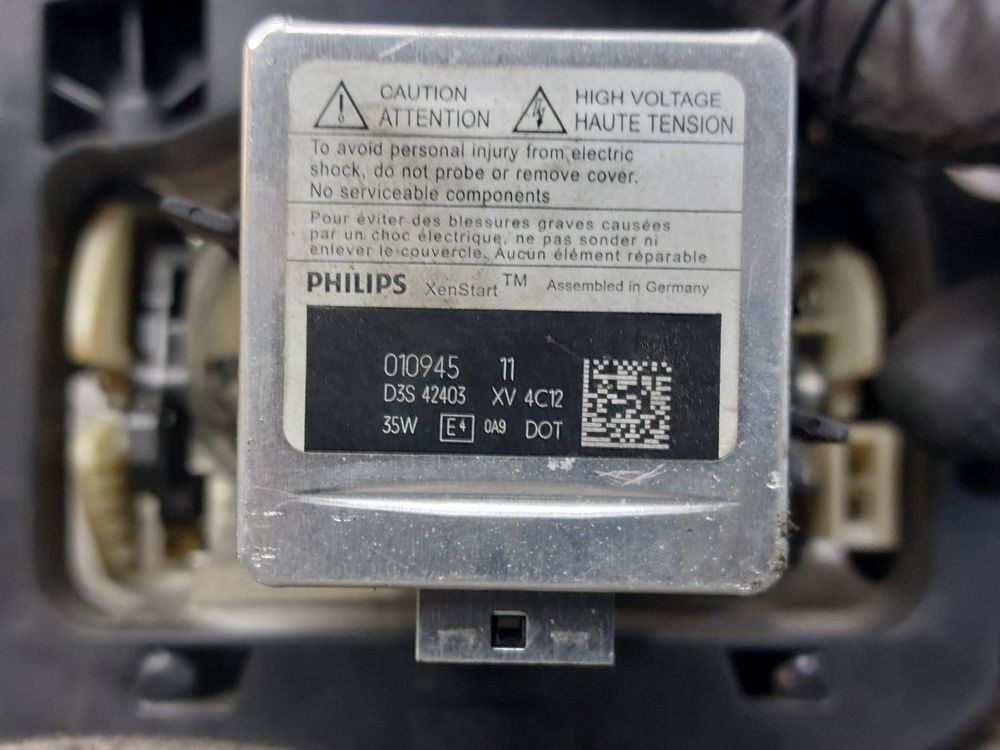 CAUTION
ATTENTION
HIGH VOLTAGE
HAUTE TENSION
To avoid personal injury from electric
shock, do not probe or remove cover.
No serviceable components
Pour éviter des blessures graves causées
par un choc électrique, ne pas sonder ni
enlever le couvercle. Aucun élément réparable
PHILIPS XenStart TM Assembled in Germany
010945 11
D3S 42403 XV 4C12
35W E4 0A9 DOT